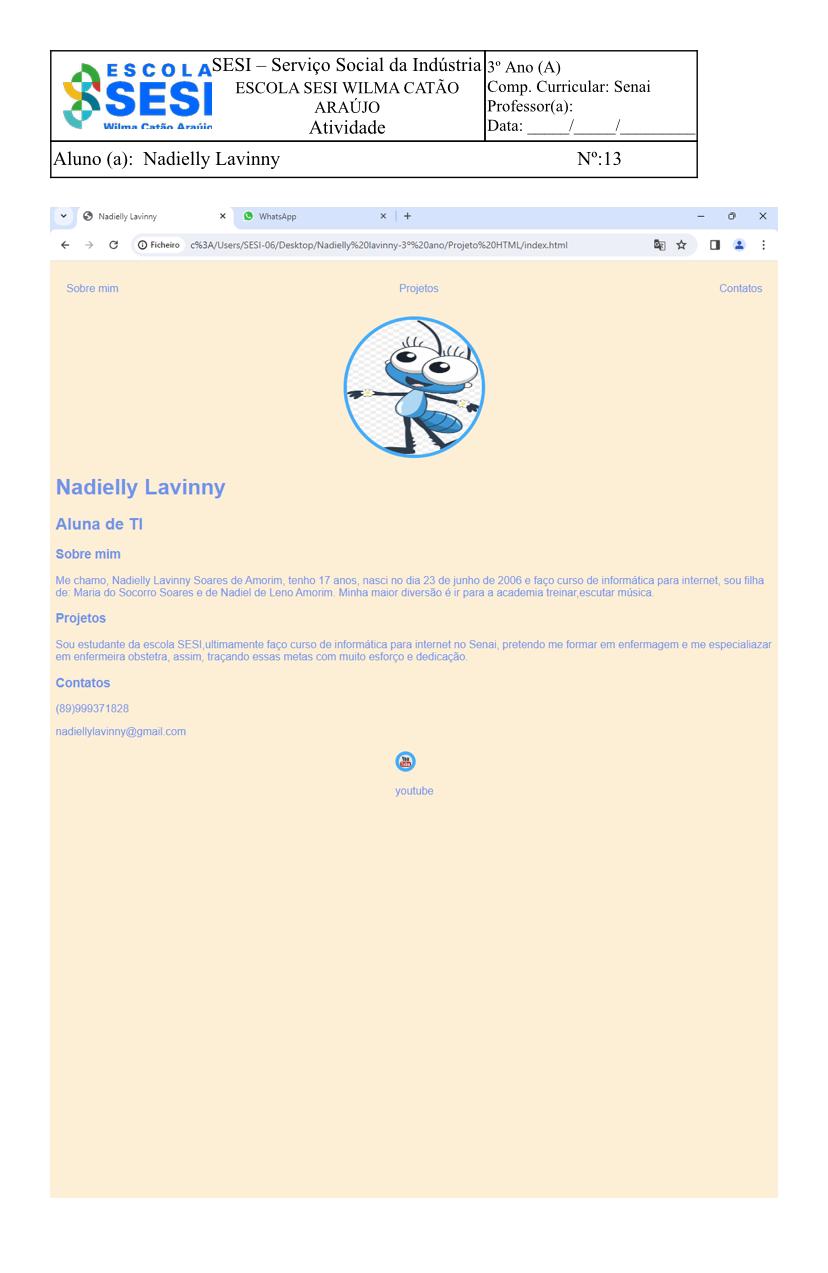 ESCOLA
SESI
Wilma Catão Araújo
SESI – Serviço Social da Indústria
ESCOLA SESI WILMA CATÃO
ARAÚJO
Atividade
3º Ano (A)
Comp. Curricular: Senai
Professor(a):
Data: _____/_____/_________
Aluno (a): Nadielly Lavinny Nº:13
Nadielly Lavinny WhatsApp
Ficheiro c%3A/Users/SESI-06/Desktop/Nadielly%20lavinny-3º%20ano/Projeto%20HTML/index.html
Sobre mim Projetos Contatos
Nadielly Lavinny
Aluna de TI
Sobre mim
Me chamo, Nadielly Lavinny Soares de Amorim, tenho 17 anos, nasci no dia 23 de junho de 2006 e faço curso de informática para internet, sou filha
de: Maria do Socorro Soares e de Nadiel de Leno Amorim. Minha maior diversão é ir para a academia treinar,escutar música.
Projetos
Sou estudante da escola SESI,ultimamente faço curso de informática para internet no Senai, pretendo me formar em enfermagem e me especialiazar
em enfermeira obstetra, assim, traçando essas metas com muito esforço e dedicação.
Contatos
(89)999371828
nadiellylavinny@gmail.com
You
Tube
youtube